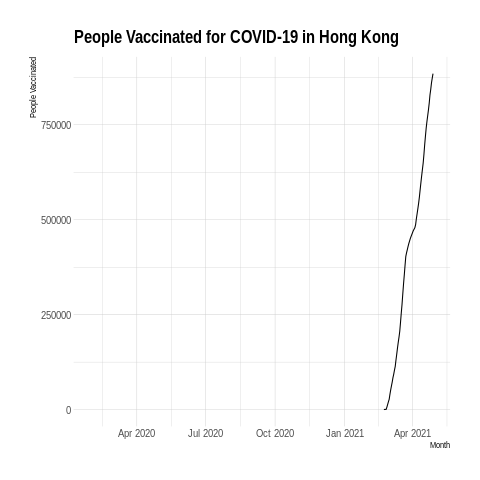 People Vaccinated for COVID-19 in Hong Kong
People Vaccinated
750000
500000
250000
0
Apr 2020 Jul 2020 Oct 2020 Jan 2021 Apr 2021
Month